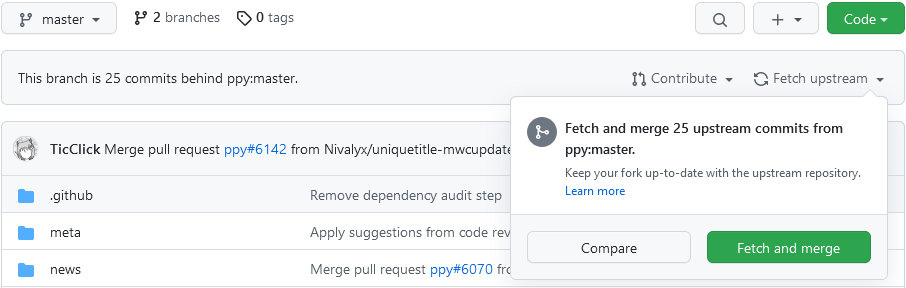 master 2 branches 0 tags Code
This branch is 25 commits behind ppy:master. Contribute Fetch upstream
Fetch and merge 25 upstream commits from
ppy:master.
Keep your fork up-to-date with the upstream repository.
Learn more
Compare Fetch and merge
TicClick Merge pull request ppy#6142 from Nivalyx/uniquetitle-mwcupdate
.github Remove dependency audit step
meta Apply suggestions from code rev
news Merge pull request ppy#6070 fro